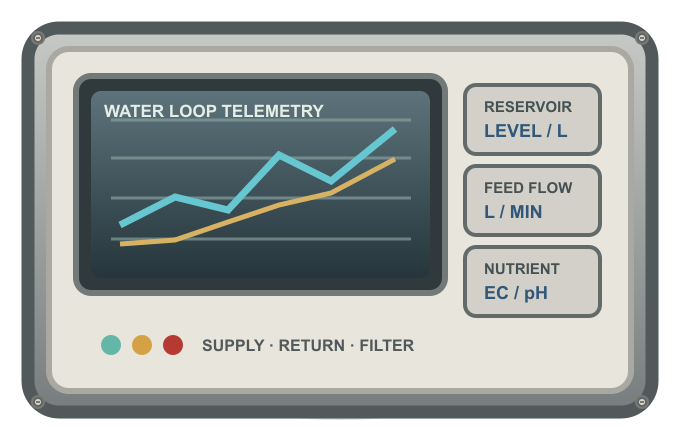 WATER LOOP TELEMETRY
RESERVOIR
LEVEL / L
FEED FLOW
L / MIN
NUTRIENT
EC / pH
SUPPLY · RETURN · FILTER